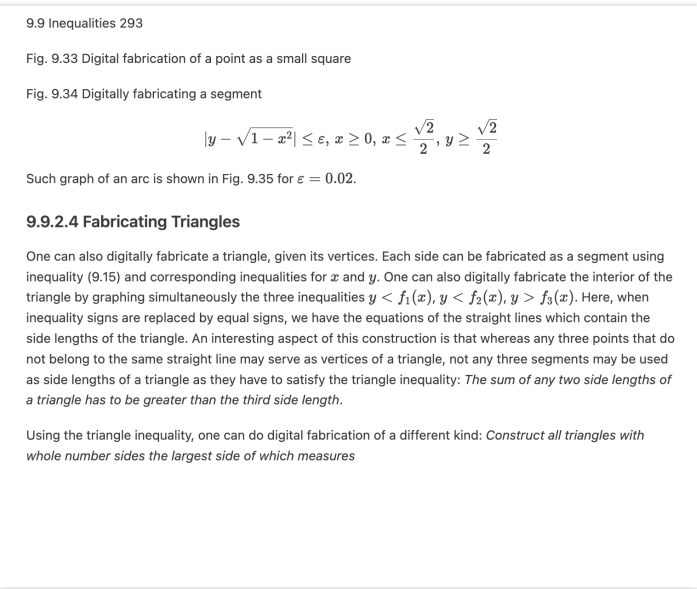 9.9 Inequalities 293
Fig. 9.33 Digital fabrication of a point as a small square
Fig. 9.34 Digitally fabricating a segment
|y − √(1 − x²)| ≤ ε, x ≥ 0, x ≤ √2/2, y ≥ √2/2
Such graph of an arc is shown in Fig. 9.35 for ε = 0.02.
9.9.2.4 Fabricating Triangles
One can also digitally fabricate a triangle, given its vertices. Each side can be fabricated as a segment using
inequality (9.15) and corresponding inequalities for x and y. One can also digitally fabricate the interior of the
triangle by graphing simultaneously the three inequalities y < f₁(x), y < f₂(x), y > f₃(x). Here, when
inequality signs are replaced by equal signs, we have the equations of the straight lines which contain the
side lengths of the triangle. An interesting aspect of this construction is that whereas any three points that do
not belong to the same straight line may serve as vertices of a triangle, not any three segments may be used
as side lengths of a triangle as they have to satisfy the triangle inequality: The sum of any two side lengths of
a triangle has to be greater than the third side length.
Using the triangle inequality, one can do digital fabrication of a different kind: Construct all triangles with
whole number sides the largest side of which measures